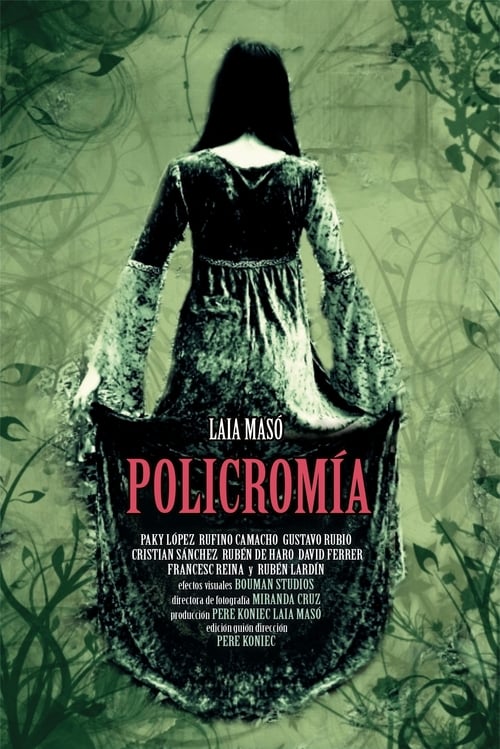 LAIA MASÓ
POLICROMÍA
PAKY LÓPEZ RUFINO CAMACHO GUSTAVO RUBIO
CRISTIAN SÁNCHEZ RUBÉN DE HARO DAVID FERRER
FRANCESC REINA y RUBÉN LARDÍN
efectos visuales BOUMAN STUDIOS
directora de fotografía MIRANDA CRUZ
producción PERE KONIEC LAIA MASÓ
edición guión dirección
PERE KONIEC